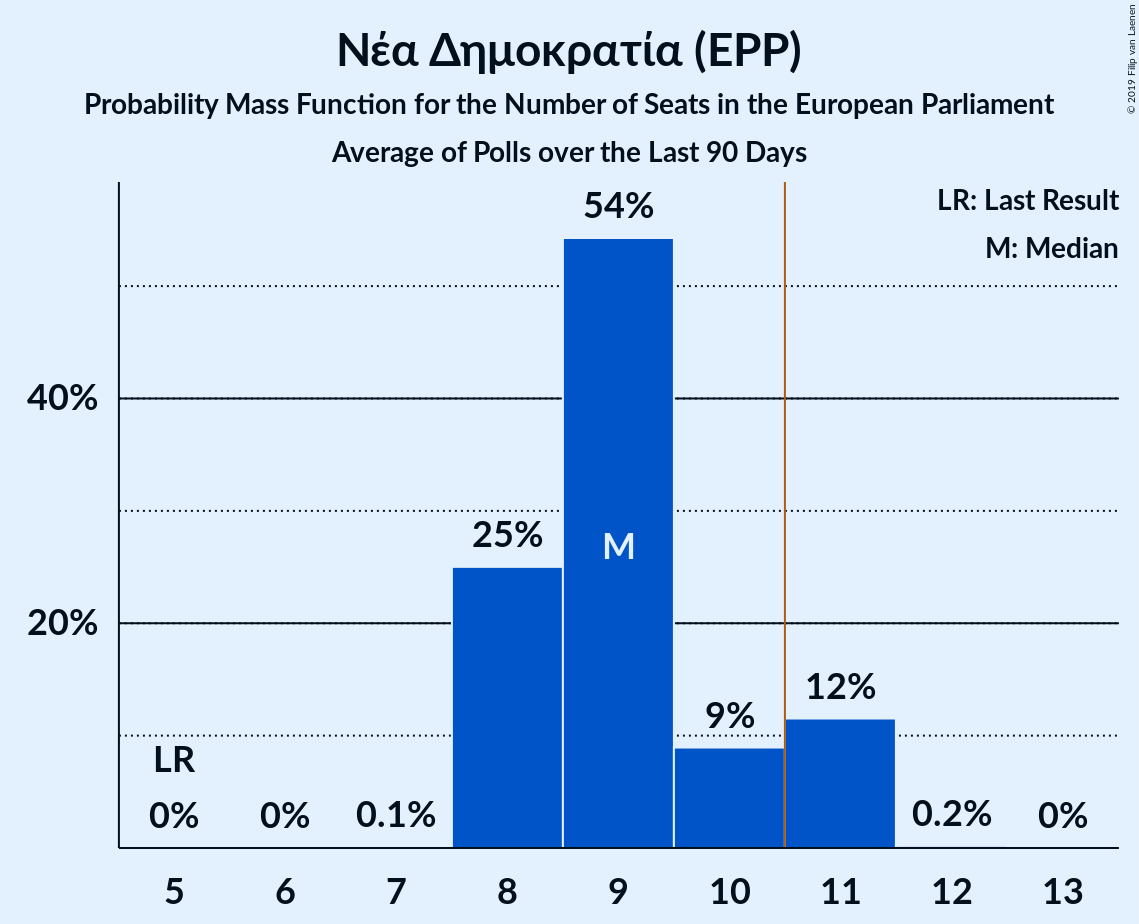 Νέα Δημοκρατία (EPP)
Probability Mass Function for the Number of Seats in the European Parliament
Average of Polls over the Last 90 Days
© 2019 Filip van Laenen
LR: Last Result
M: Median
54%
40%
25%
M
20%
12%
9%
LR
0%
0%
0.1%
0.2%
0%
5 6 7 8 9 10 11 12 13